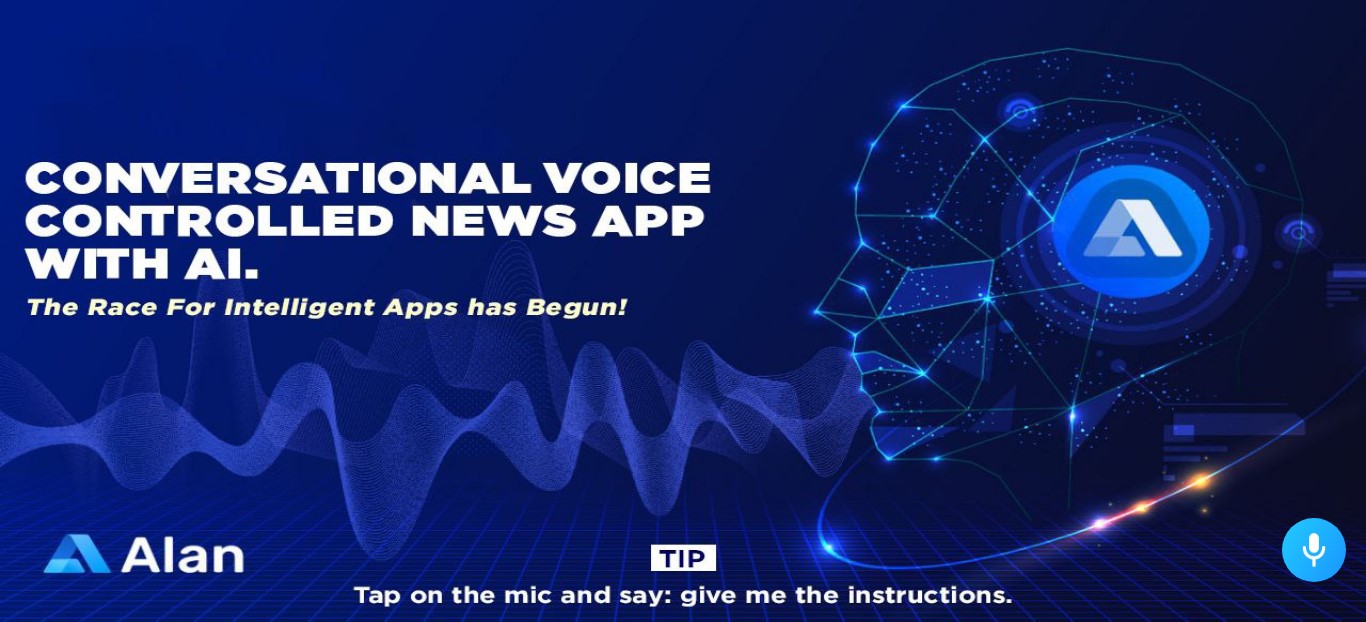 CONVERSATIONAL VOICE
CONTROLLED NEWS APP
WITH AI.
The Race For Intelligent Apps has Begun!
Alan
TIP
Tap on the mic and say: give me the instructions.